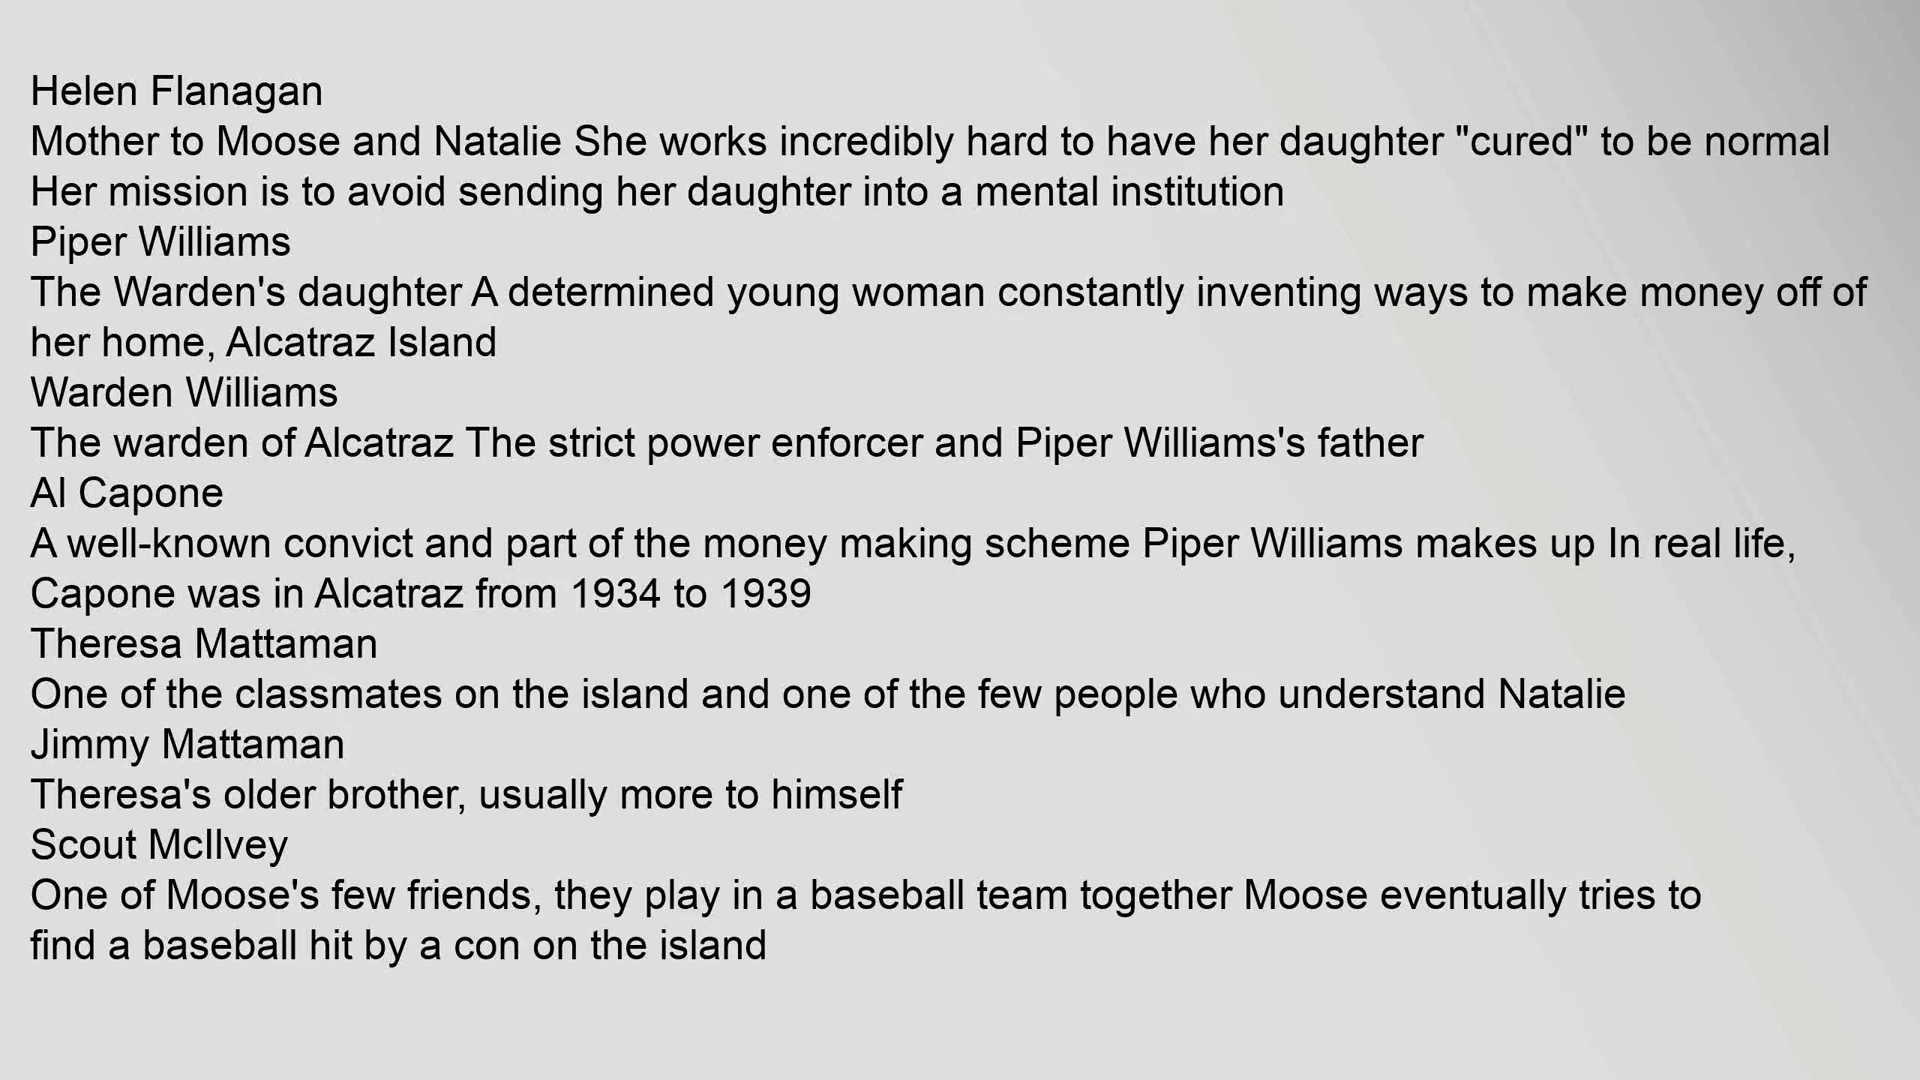 Helen Flanagan
Mother to Moose and Natalie She works incredibly hard to have her daughter "cured" to be normal
Her mission is to avoid sending her daughter into a mental institution
Piper Williams
The Warden's daughter A determined young woman constantly inventing ways to make money off of
her home, Alcatraz Island
Warden Williams
The warden of Alcatraz The strict power enforcer and Piper Williams's father
Al Capone
A well-known convict and part of the money making scheme Piper Williams makes up In real life,
Capone was in Alcatraz from 1934 to 1939
Theresa Mattaman
One of the classmates on the island and one of the few people who understand Natalie
Jimmy Mattaman
Theresa's older brother, usually more to himself
Scout McIlvey
One of Moose's few friends, they play in a baseball team together Moose eventually tries to
find a baseball hit by a con on the island